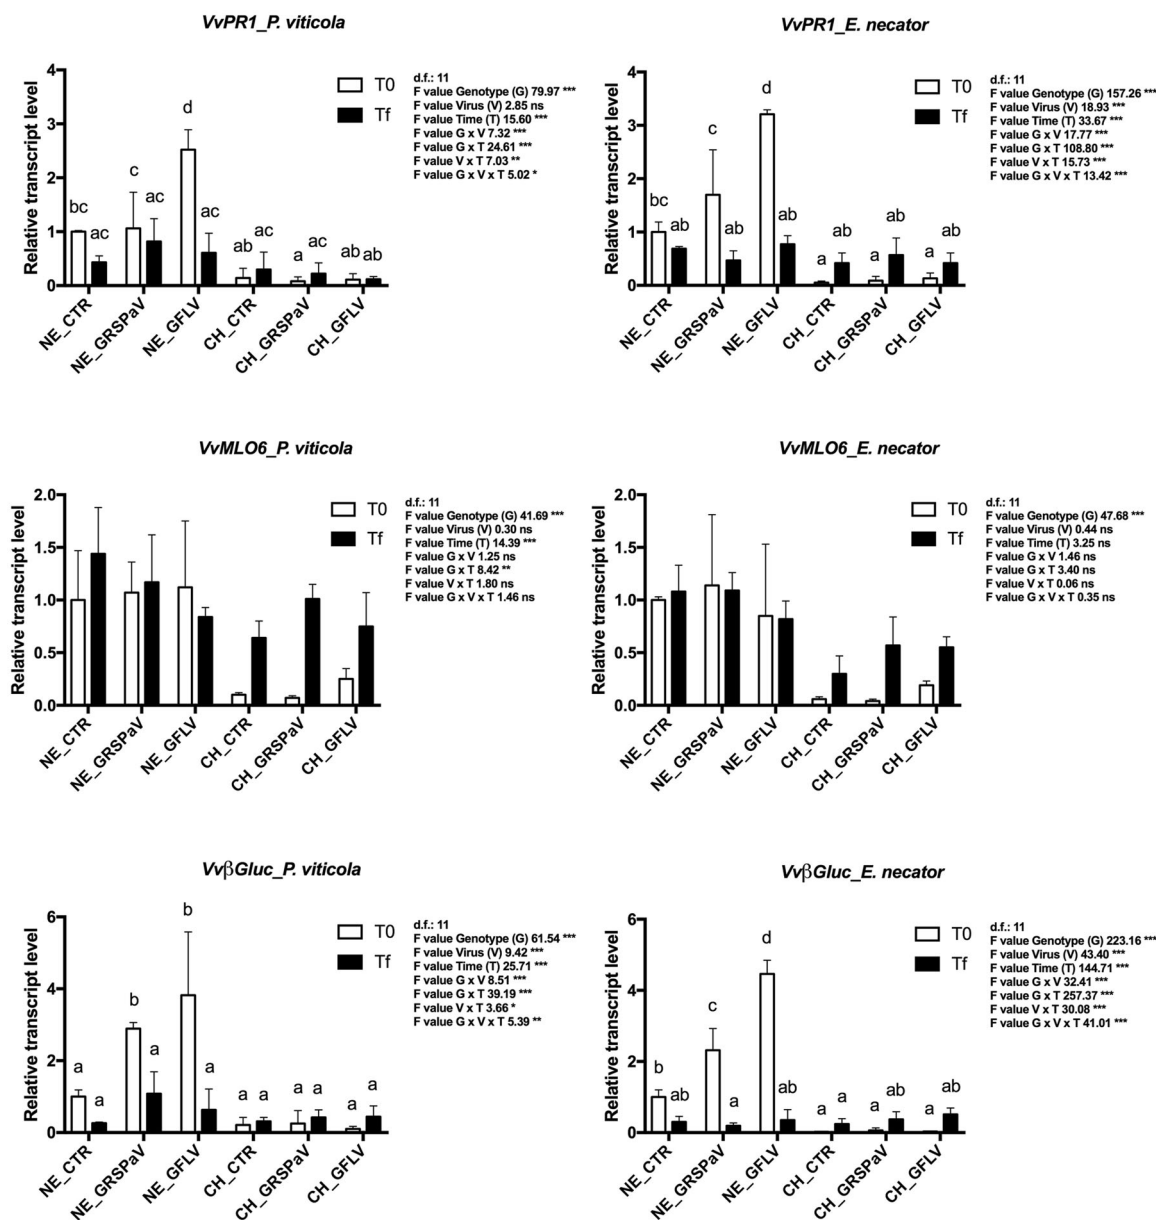 VvPR1_P. viticola
Relative transcript level
4
3
2
1
0
bc
ac
c
ac
d
ac
ab
ac
a
ac
ab
ab
T0
Tf
d.f.: 11
F value Genotype (G) 79.97 ***
F value Virus (V) 2.85 ns
F value Time (T) 15.60 ***
F value G x V 7.32 ***
F value G x T 24.61 ***
F value V x T 7.03 **
F value G x V x T 5.02 *
NE_CTR
NE_GRSPaV
NE_GFLV
CH_CTR
CH_GRSPaV
CH_GFLV
VvPR1_E. necator
Relative transcript level
4
3
2
1
0
bc
ab
c
ab
d
ab
a
ab
a
ab
a
ab
T0
Tf
d.f.: 11
F value Genotype (G) 157.26 ***
F value Virus (V) 18.93 ***
F value Time (T) 33.67 ***
F value G x V 17.77 ***
F value G x T 108.80 ***
F value V x T 15.73 ***
F value G x V x T 13.42 ***
NE_CTR
NE_GRSPaV
NE_GFLV
CH_CTR
CH_GRSPaV
CH_GFLV
VvMLO6_P. viticola
Relative transcript level
2.0
1.5
1.0
0.5
0.0
T0
Tf
d.f.: 11
F value Genotype (G) 41.69 ***
F value Virus (V) 0.30 ns
F value Time (T) 14.39 ***
F value G x V 1.25 ns
F value G x T 8.42 **
F value V x T 1.80 ns
F value G x V x T 1.46 ns
NE_CTR
NE_GRSPaV
NE_GFLV
CH_CTR
CH_GRSPaV
CH_GFLV
VvMLO6_E. necator
Relative transcript level
2.0
1.5
1.0
0.5
0.0
T0
Tf
d.f.: 11
F value Genotype (G) 47.68 ***
F value Virus (V) 0.44 ns
F value Time (T) 3.25 ns
F value G x V 1.46 ns
F value G x T 3.40 ns
F value V x T 0.06 ns
F value G x V x T 0.35 ns
NE_CTR
NE_GRSPaV
NE_GFLV
CH_CTR
CH_GRSPaV
CH_GFLV
VvβGluc_P. viticola
Relative transcript level
6
4
2
0
a
a
b
a
b
a
a
a
a
a
a
a
T0
Tf
d.f.: 11
F value Genotype (G) 61.54 ***
F value Virus (V) 9.42 ***
F value Time (T) 25.71 ***
F value G x V 8.51 ***
F value G x T 39.19 ***
F value V x T 3.66 *
F value G x V x T 5.39 **
NE_CTR
NE_GRSPaV
NE_GFLV
CH_CTR
CH_GRSPaV
CH_GFLV
VvβGluc_E. necator
Relative transcript level
6
4
2
0
b
ab
c
a
d
ab
a
a
a
ab
a
ab
T0
Tf
d.f.: 11
F value Genotype (G) 223.16 ***
F value Virus (V) 43.40 ***
F value Time (T) 144.71 ***
F value G x V 32.41 ***
F value G x T 257.37 ***
F value V x T 30.08 ***
F value G x V x T 41.01 ***
NE_CTR
NE_GRSPaV
NE_GFLV
CH_CTR
CH_GRSPaV
CH_GFLV